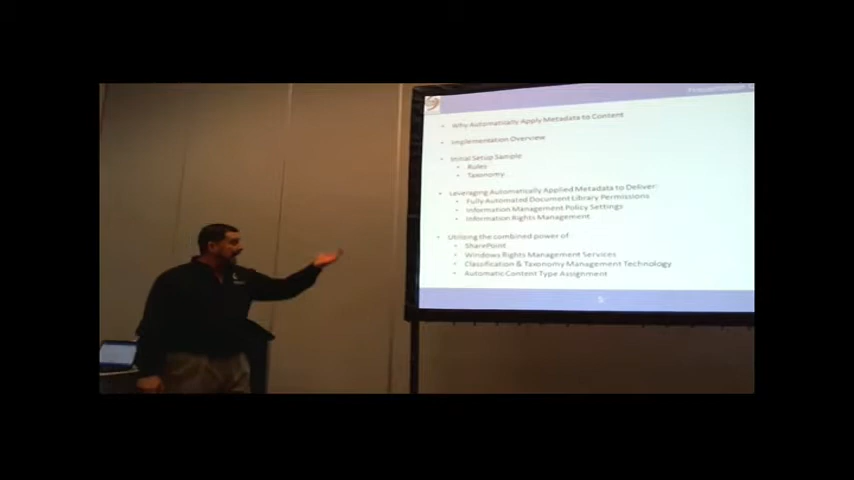 Presentation
• Why Automatically Apply Metadata to Content
• Implementation Overview
• Initial Setup Sample
• Rules
• Taxonomy
• Leveraging Automatically Applied Metadata to Deliver:
• Fully Automated Document Library Permissions
• Information Management Policy Settings
• Information Rights Management
• Utilizing the combined power of
• SharePoint
• Windows Rights Management Services
• Classification & Taxonomy Management Technology
• Automatic Content Type Assignment
5